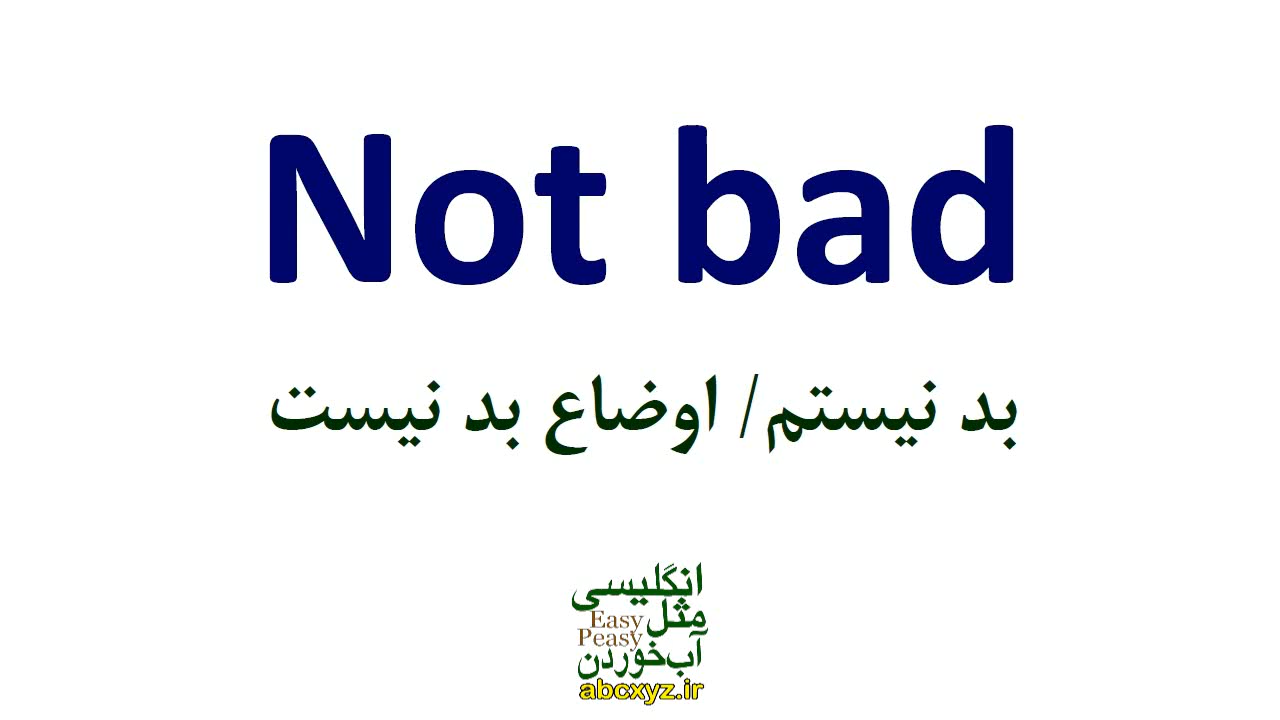 Not bad
بد نیستم/ اوضاع بد نیست
انگلیسی
مثل
Easy
Peasy
آب‌خوردن
abcxyz.ir